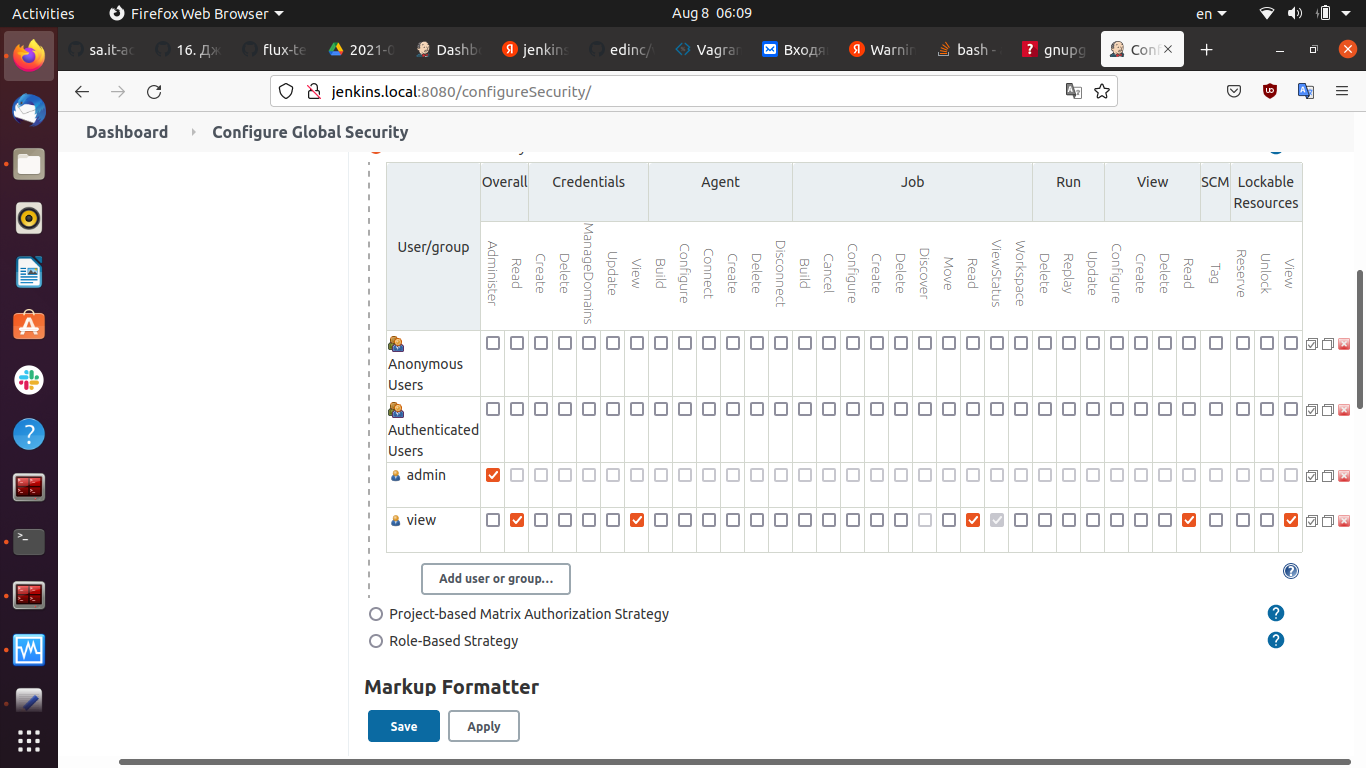 Activities Firefox Web Browser Aug 8 06:09 en
sa.it-ac 16. Дж flux-te 2021-0 Dashb jenkins edinc/ Vagran Входя Warnin bash - gnupg Conf
jenkins.local:8080/configureSecurity/
Dashboard Configure Global Security
User/group Overall Credentials Agent Job Run View SCM Lockable Resources
Administer Read Create Delete ManageDomains Update View Build Configure Connect Create Delete Disconnect Build Cancel Configure Create Delete Discover Move Read ViewStatus Workspace Delete Replay Update Configure Create Delete Read Tag Reserve Unlock View
Anonymous
Users
Authenticated
Users
admin
view
Add user or group...
Project-based Matrix Authorization Strategy
Role-Based Strategy
Markup Formatter
Save Apply